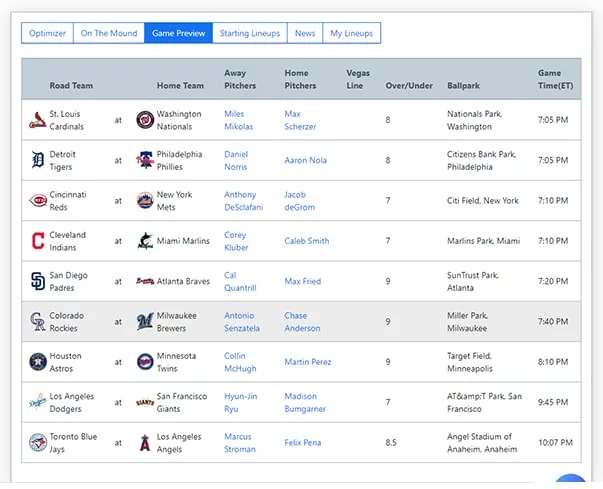 Optimizer On The Mound Game Preview Starting Lineups News My Lineups
Road Team Home Team Away Pitchers Home Pitchers Vegas Line Over/Under Ballpark Game Time(ET)
St. Louis Cardinals at Washington Nationals Miles Mikolas Max Scherzer 8 Nationals Park, Washington 7:05 PM
Detroit Tigers at Philadelphia Phillies Daniel Norris Aaron Nola 8 Citizens Bank Park, Philadelphia 7:05 PM
Cincinnati Reds at New York Mets Anthony DeSclafani Jacob deGrom 7 Citi Field, New York 7:10 PM
Cleveland Indians at Miami Marlins Corey Kluber Caleb Smith 7 Marlins Park, Miami 7:10 PM
San Diego Padres at Atlanta Braves Cal Quantrill Max Fried 9 SunTrust Park, Atlanta 7:20 PM
Colorado Rockies at Milwaukee Brewers Antonio Senzatela Chase Anderson 9 Miller Park, Milwaukee 7:40 PM
Houston Astros at Minnesota Twins Collin McHugh Martin Perez 9 Target Field, Minneapolis 8:10 PM
Los Angeles Dodgers at San Francisco Giants Hyun-Jin Ryu Madison Bumgarner 7 AT&amp;T Park, San Francisco 9:45 PM
Toronto Blue Jays at Los Angeles Angels Marcus Stroman Felix Pena 8.5 Angel Stadium of Anaheim, Anaheim 10:07 PM